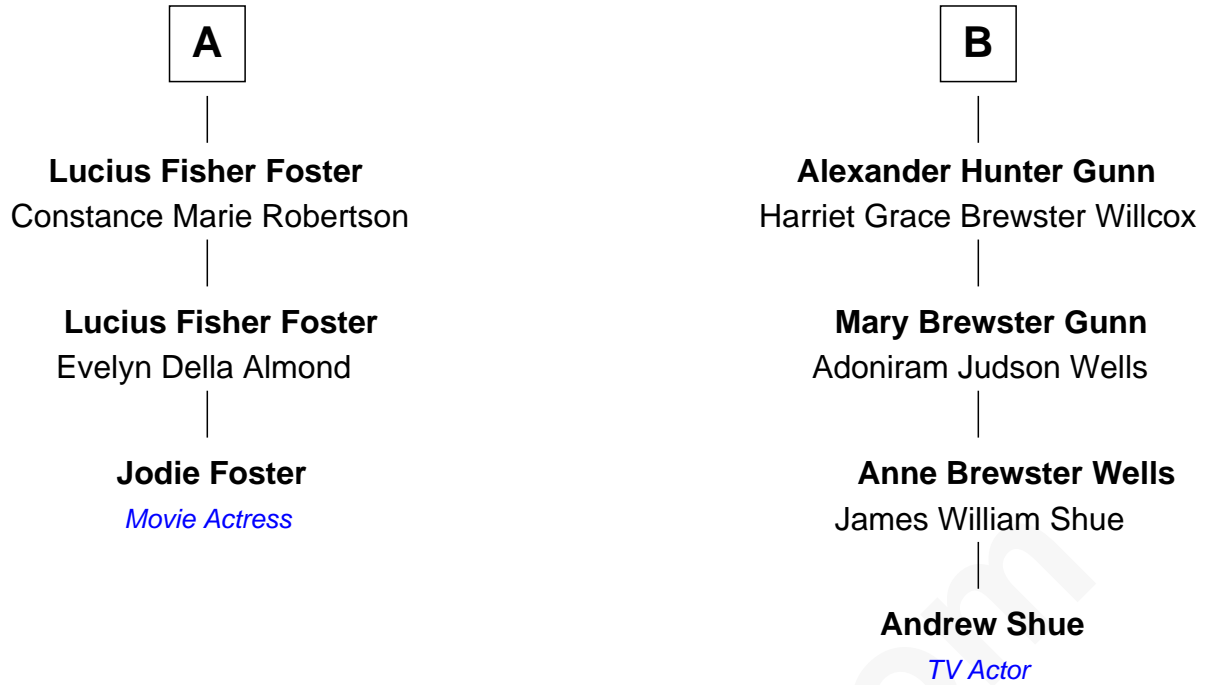 A
Lucius Fisher Foster
Constance Marie Robertson
Lucius Fisher Foster
Evelyn Della Almond
Jodie Foster
Movie Actress
B
Alexander Hunter Gunn
Harriet Grace Brewster Willcox
Mary Brewster Gunn
Adoniram Judson Wells
Anne Brewster Wells
James William Shue
Andrew Shue
TV Actor